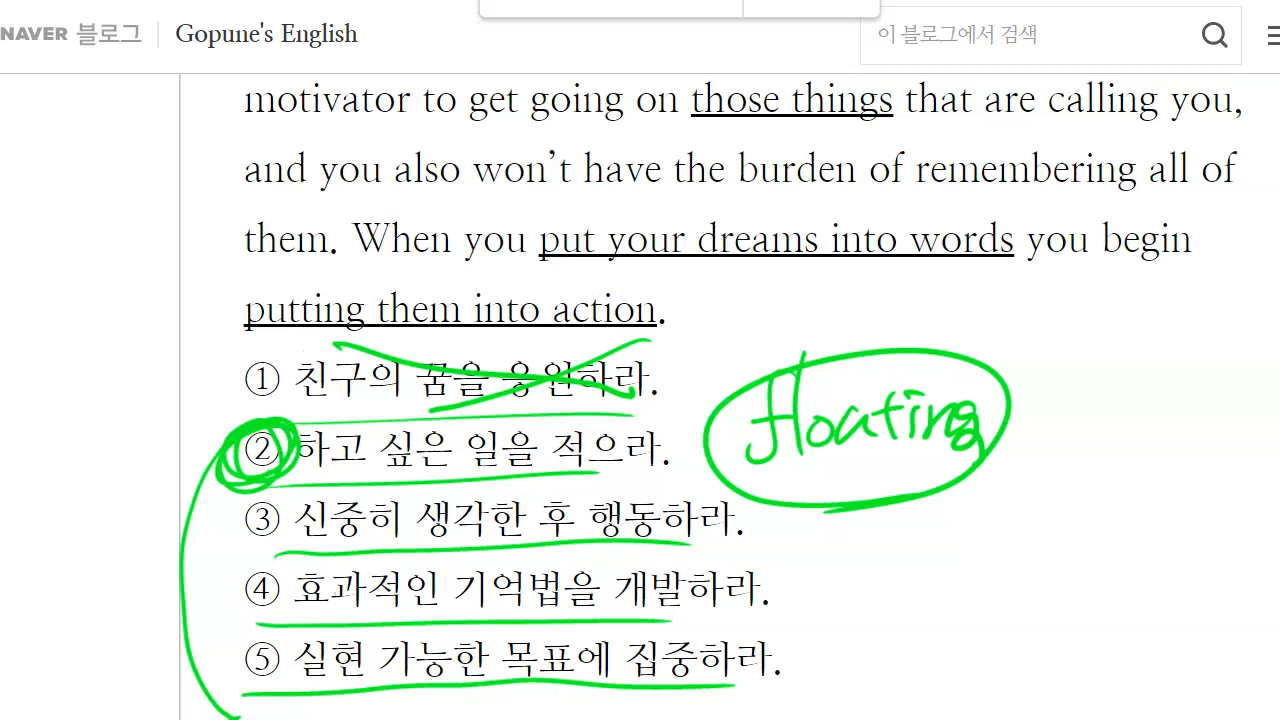 NAVER 블로그 Gopune's English 이 블로그에서 검색
motivator to get going on those things that are calling you,
and you also won't have the burden of remembering all of
them. When you put your dreams into words you begin
putting them into action.
① 친구의 꿈을 응원하라.
② 하고 싶은 일을 적으라.
floating
③ 신중히 생각한 후 행동하라.
④ 효과적인 기억법을 개발하라.
⑤ 실현 가능한 목표에 집중하라.